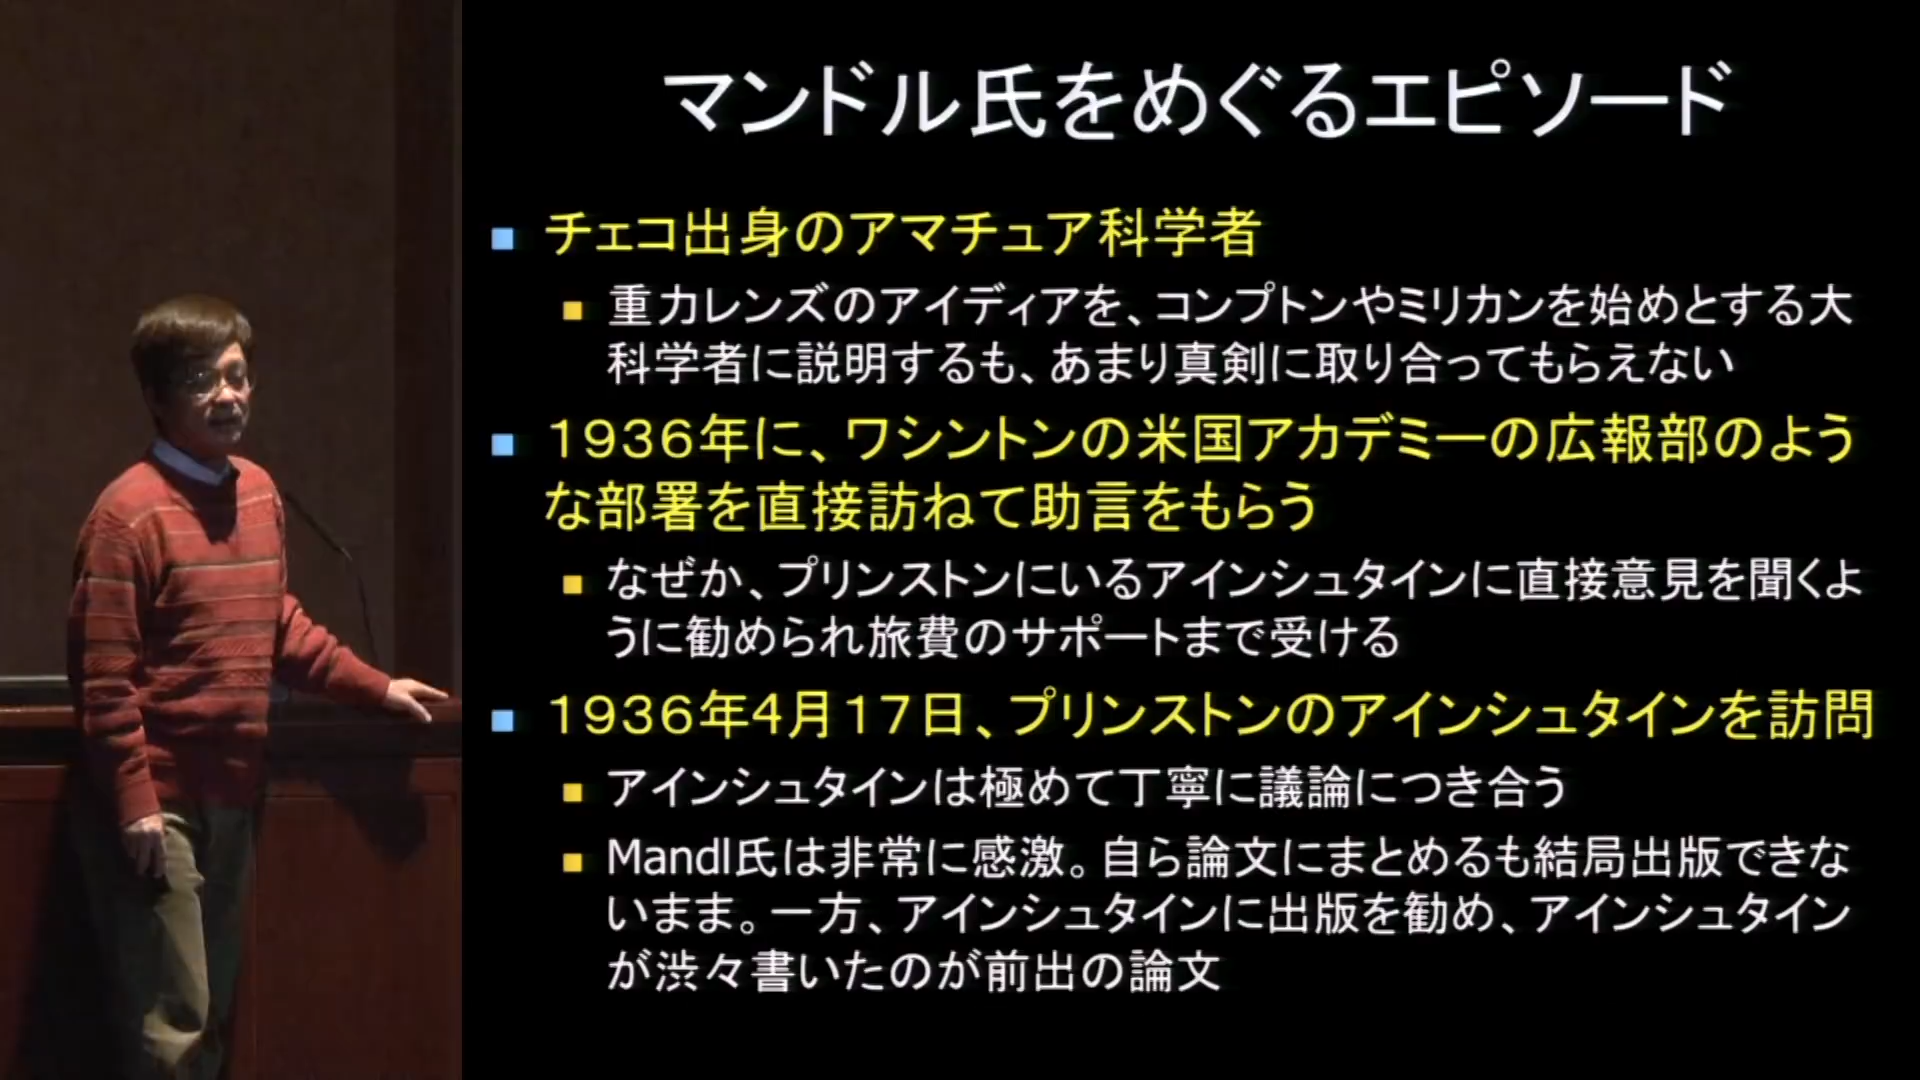 マンドル氏をめぐるエピソード
チェコ出身のアマチュア科学者
重力レンズのアイディアを、コンプトンやミリカンを始めとする大
科学者に説明するも、あまり真剣に取り合ってもらえない
1936年に、ワシントンの米国アカデミーの広報部のよう
な部署を直接訪ねて助言をもらう
なぜか、プリンストンにいるアインシュタインに直接意見を聞くよ
うに勧められ旅費のサポートまで受ける
1936年4月17日、プリンストンのアインシュタインを訪問
アインシュタインは極めて丁寧に議論につき合う
Mandl氏は非常に感激。自ら論文にまとめるも結局出版できな
いまま。一方、アインシュタインに出版を勧め、アインシュタイン
が渋々書いたのが前出の論文